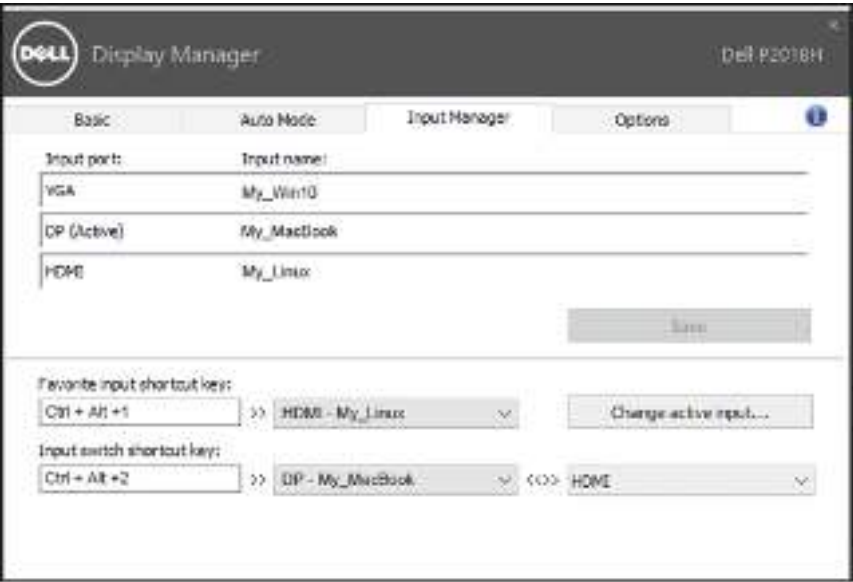 DELL Display Manager Dell P2018H
Basic Auto Mode Input Manager Options i
Input port: Input name:
VGA My_Win10
DP (Active) My_MacBook
HDMI My_Linux
Save
Favorite input shortcut key:
Ctrl + Alt +1 >> HDMI - My_Linux Change active input...
Input switch shortcut key:
Ctrl + Alt +2 >> DP - My_MacBook <<>> HDMI